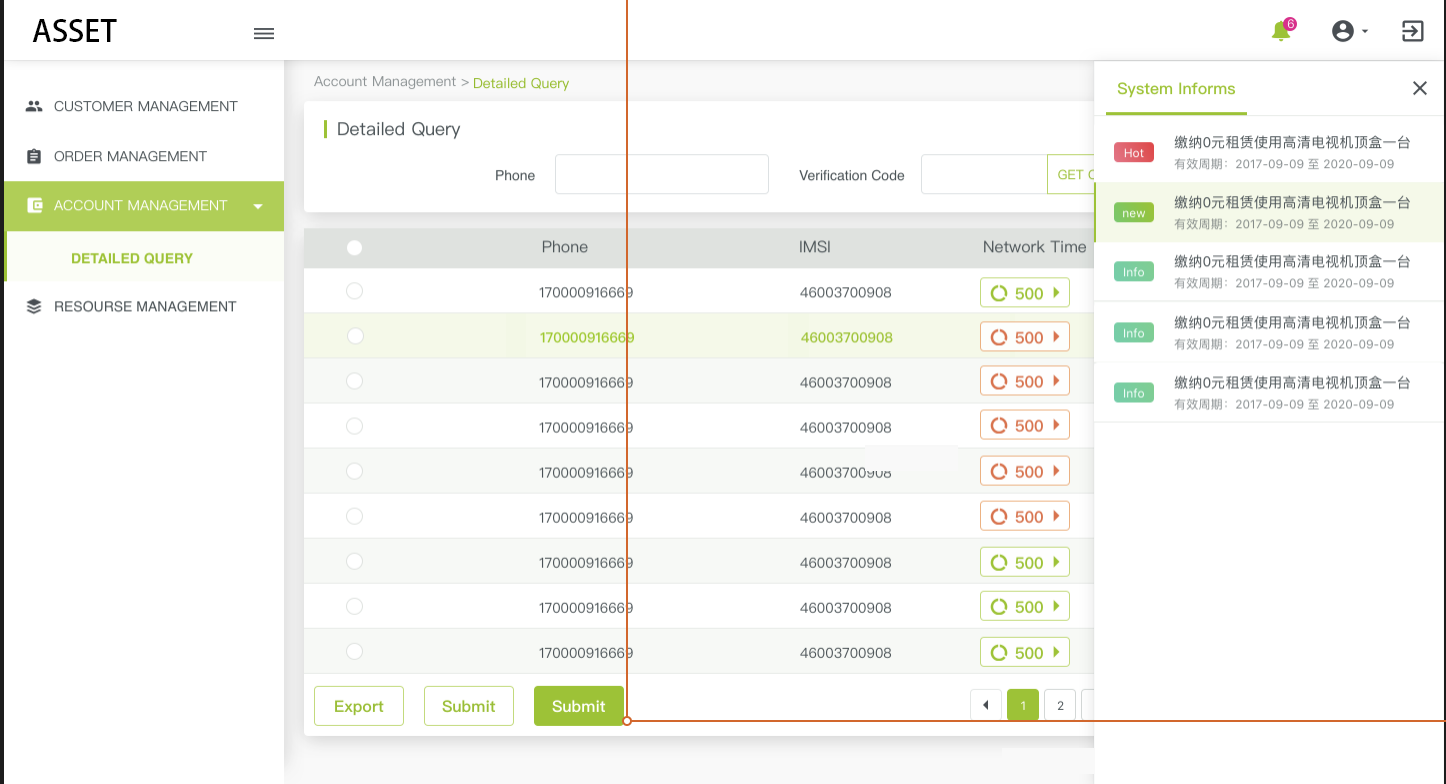 ASSET
6
CUSTOMER MANAGEMENT
ORDER MANAGEMENT
ACCOUNT MANAGEMENT
DETAILED QUERY
RESOURSE MANAGEMENT
Account Management > Detailed Query
Detailed Query
Phone
Verification Code
GET
Phone IMSI Network Time
170000916669 46003700908 500
170000916669 46003700908 500
170000916669 46003700908 500
170000916669 46003700908 500
170000916669 46003700908 500
170000916669 46003700908 500
170000916669 46003700908 500
170000916669 46003700908 500
170000916669 46003700908 500
Export Submit Submit
1 2
System Informs
Hot 缴纳0元租赁使用高清电视机顶盒一台
有效周期：2017-09-09 至 2020-09-09
new 缴纳0元租赁使用高清电视机顶盒一台
有效周期：2017-09-09 至 2020-09-09
Info 缴纳0元租赁使用高清电视机顶盒一台
有效周期：2017-09-09 至 2020-09-09
Info 缴纳0元租赁使用高清电视机顶盒一台
有效周期：2017-09-09 至 2020-09-09
Info 缴纳0元租赁使用高清电视机顶盒一台
有效周期：2017-09-09 至 2020-09-09